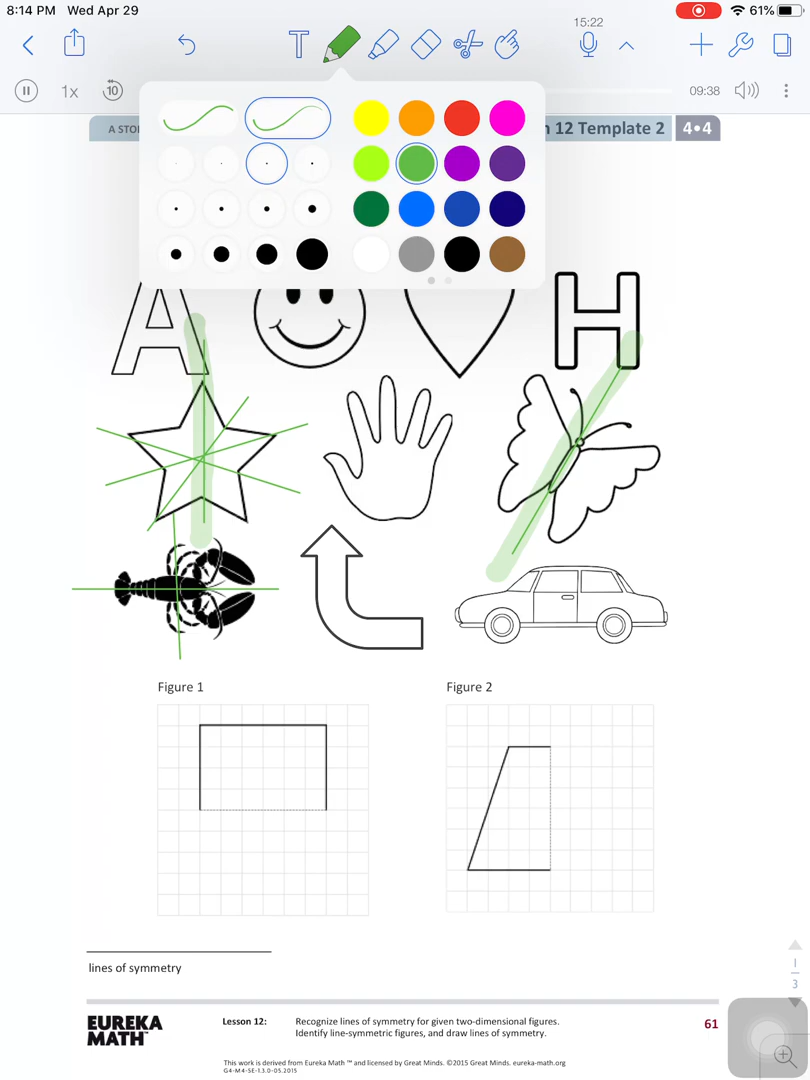 8:14 PM Wed Apr 29
61%
15:22
T
1x
10
09:38
A STO
12 Template 2
4•4
A
H
Figure 1
Figure 2
lines of symmetry
1
3
EUREKA
MATH™
Lesson 12:
Recognize lines of symmetry for given two-dimensional figures.
Identify line-symmetric figures, and draw lines of symmetry.
61
This work is derived from Eureka Math ™ and licensed by Great Minds. ©2015 Great Minds. eureka-math.org
G4-M4-SE-1.3.0-05.2015